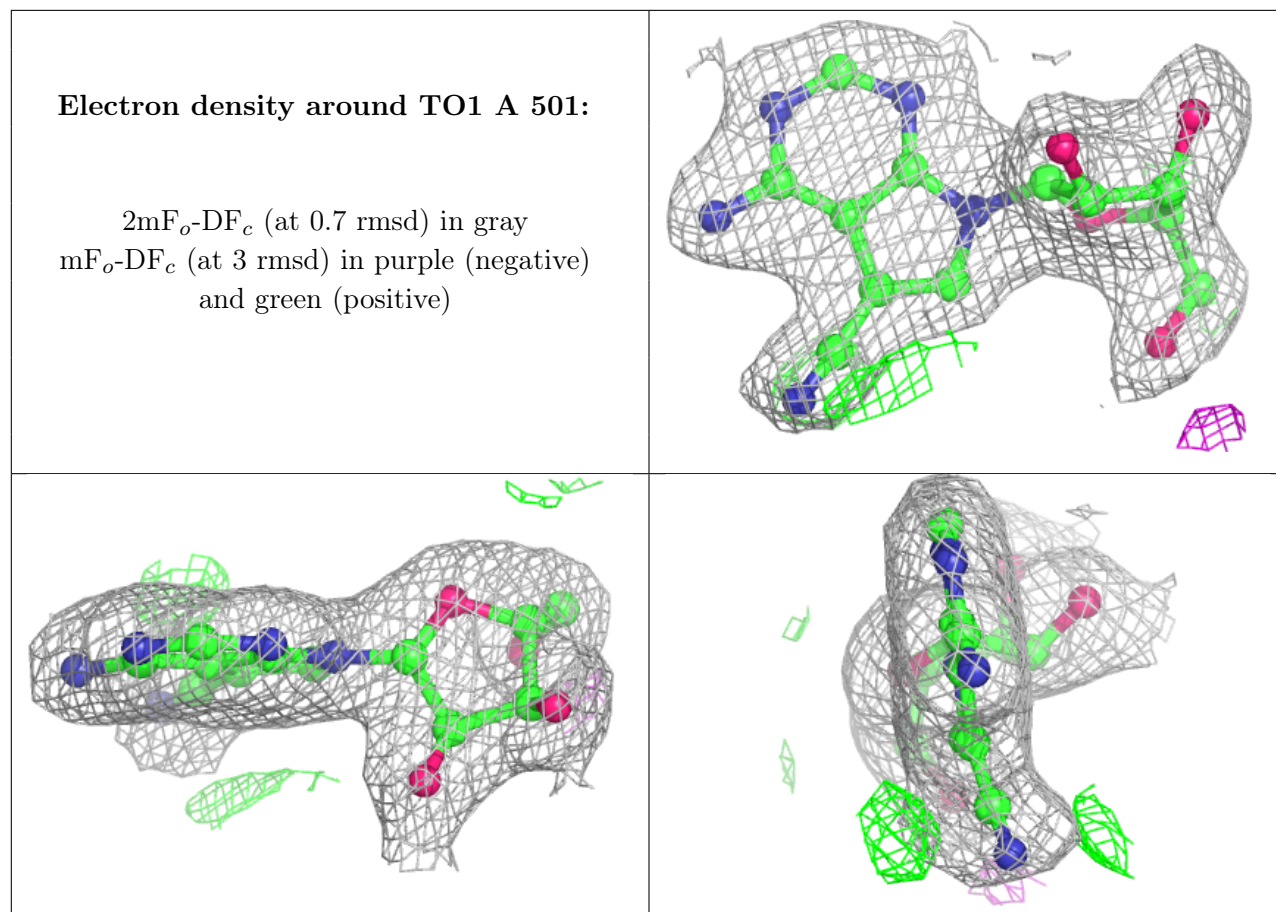 Electron density around TO1 A 501:
2mFₒ-DF𝒸 (at 0.7 rmsd) in gray
mFₒ-DF𝒸 (at 3 rmsd) in purple (negative)
and green (positive)